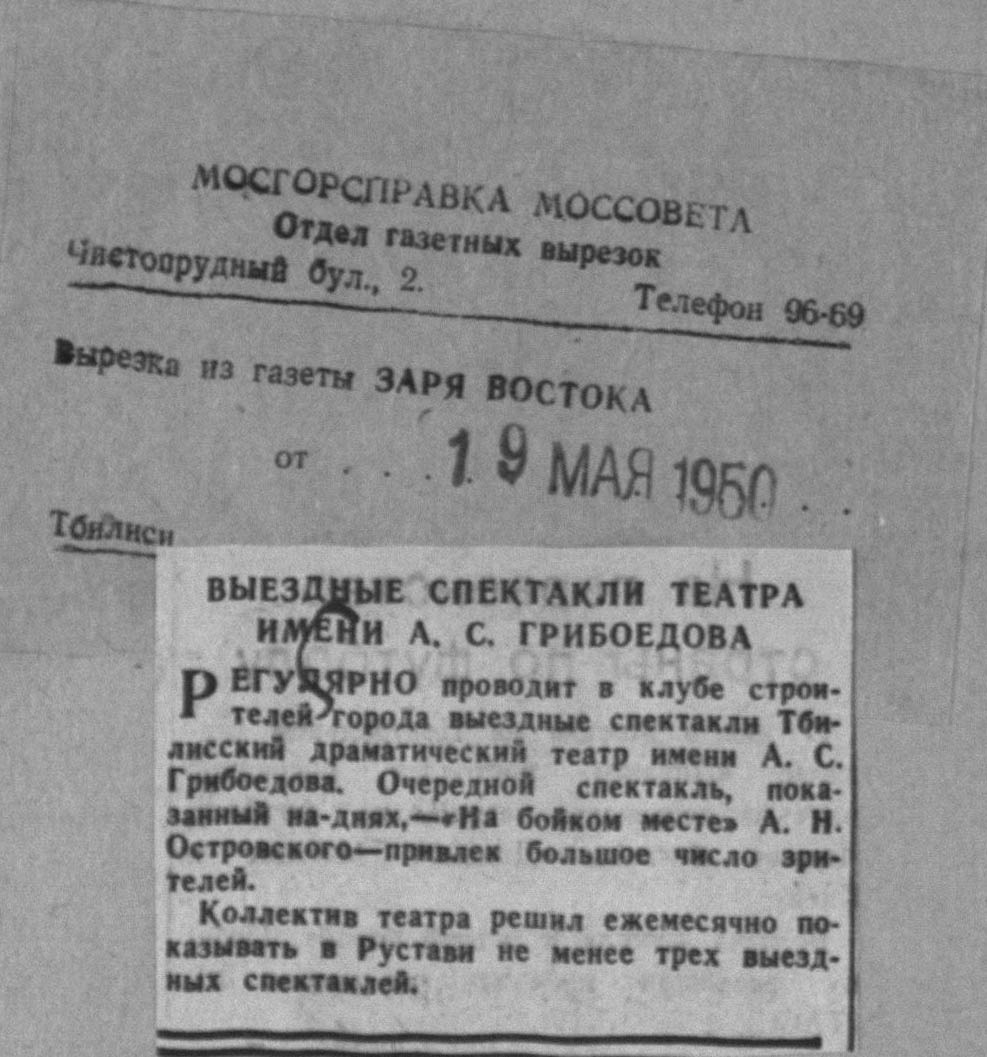 МОСГОРСПРАВКА МОССОВЕТА
Отдел газетных вырезок
Чистопрудный бул., 2. Телефон 96-69
Вырезка из газеты ЗАРЯ ВОСТОКА
от . . . . 19 МАЯ 1950 . .
Тбилиси
ВЫЕЗДНЫЕ СПЕКТАКЛИ ТЕАТРА
ИМЕНИ А. С. ГРИБОЕДОВА
РЕГУЛЯРНО проводит в клубе строи-
телей города выездные спектакли Тби-
лисский драматический театр имени А. С.
Грибоедова. Очередной спектакль, пока-
занный на-днях,—«На бойком месте» А. Н.
Островского—привлек большое число зри-
телей.
Коллектив театра решил ежемесячно по-
казывать в Рустави не менее трех выезд-
ных спектаклей.